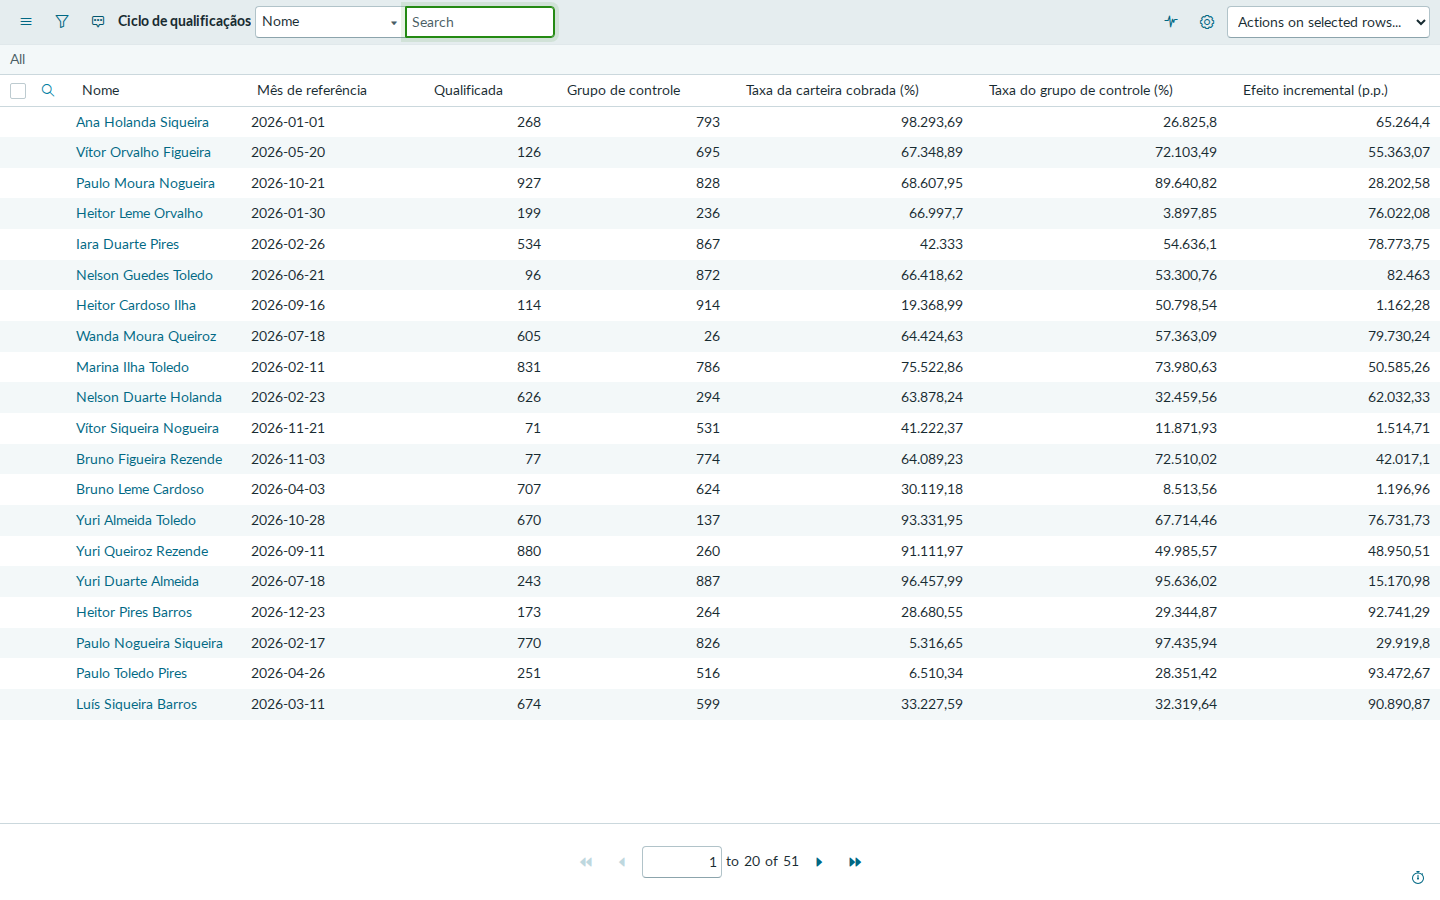 Ciclo de qualificaçãos Nome Search Actions on selected rows...
All
Nome Mês de referência Qualificada Grupo de controle Taxa da carteira cobrada (%) Taxa do grupo de controle (%) Efeito incremental (p.p.)
Ana Holanda Siqueira 2026-01-01 268 793 98.293,69 26.825,8 65.264,4
Vítor Orvalho Figueira 2026-05-20 126 695 67.348,89 72.103,49 55.363,07
Paulo Moura Nogueira 2026-10-21 927 828 68.607,95 89.640,82 28.202,58
Heitor Leme Orvalho 2026-01-30 199 236 66.997,7 3.897,85 76.022,08
Iara Duarte Pires 2026-02-26 534 867 42.333 54.636,1 78.773,75
Nelson Guedes Toledo 2026-06-21 96 872 66.418,62 53.300,76 82.463
Heitor Cardoso Ilha 2026-09-16 114 914 19.368,99 50.798,54 1.162,28
Wanda Moura Queiroz 2026-07-18 605 26 64.424,63 57.363,09 79.730,24
Marina Ilha Toledo 2026-02-11 831 786 75.522,86 73.980,63 50.585,26
Nelson Duarte Holanda 2026-02-23 626 294 63.878,24 32.459,56 62.032,33
Vítor Siqueira Nogueira 2026-11-21 71 531 41.222,37 11.871,93 1.514,71
Bruno Figueira Rezende 2026-11-03 77 774 64.089,23 72.510,02 42.017,1
Bruno Leme Cardoso 2026-04-03 707 624 30.119,18 8.513,56 1.196,96
Yuri Almeida Toledo 2026-10-28 670 137 93.331,95 67.714,46 76.731,73
Yuri Queiroz Rezende 2026-09-11 880 260 91.111,97 49.985,57 48.950,51
Yuri Duarte Almeida 2026-07-18 243 887 96.457,99 95.636,02 15.170,98
Heitor Pires Barros 2026-12-23 173 264 28.680,55 29.344,87 92.741,29
Paulo Nogueira Siqueira 2026-02-17 770 826 5.316,65 97.435,94 29.919,8
Paulo Toledo Pires 2026-04-26 251 516 6.510,34 28.351,42 93.472,67
Luís Siqueira Barros 2026-03-11 674 599 33.227,59 32.319,64 90.890,87
1 to 20 of 51